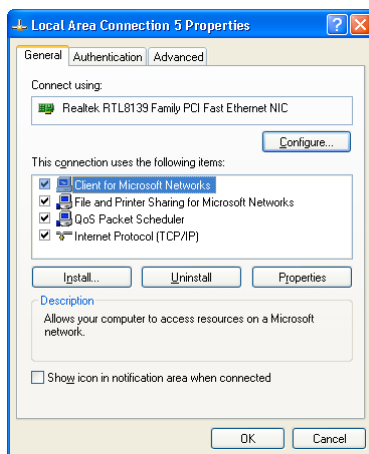 Local Area Connection 5 Properties
General Authentication Advanced
Connect using:
Realtek RTL8139 Family PCI Fast Ethernet NIC
Configure...
This connection uses the following items:
Client for Microsoft Networks
File and Printer Sharing for Microsoft Networks
QoS Packet Scheduler
Internet Protocol (TCP/IP)
Install... Uninstall Properties
Description
Allows your computer to access resources on a Microsoft
network.
Show icon in notification area when connected
OK Cancel